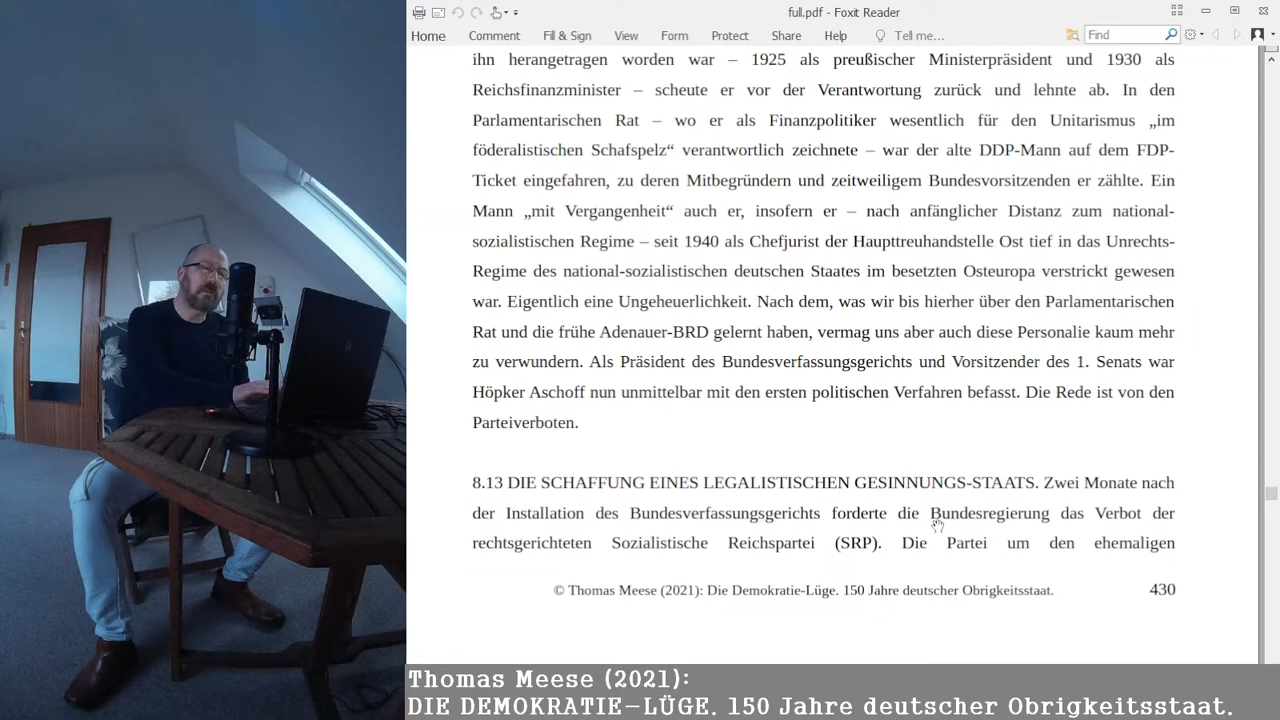 full.pdf - Foxit Reader
Home Comment Fill & Sign View Form Protect Share Help Tell me… Find
ihn herangetragen worden war – 1925 als preußischer Ministerpräsident und 1930 als
Reichsfinanzminister – scheute er vor der Verantwortung zurück und lehnte ab. In den
Parlamentarischen Rat – wo er als Finanzpolitiker wesentlich für den Unitarismus „im
föderalistischen Schafspelz“ verantwortlich zeichnete – war der alte DDP-Mann auf dem FDP-
Ticket eingefahren, zu deren Mitbegründern und zeitweiligem Bundesvorsitzenden er zählte. Ein
Mann „mit Vergangenheit“ auch er, insofern er – nach anfänglicher Distanz zum national-
sozialistischen Regime – seit 1940 als Chefjurist der Haupttreuhandstelle Ost tief in das Unrechts-
Regime des national-sozialistischen deutschen Staates im besetzten Osteuropa verstrickt gewesen
war. Eigentlich eine Ungeheuerlichkeit. Nach dem, was wir bis hierher über den Parlamentarischen
Rat und die frühe Adenauer-BRD gelernt haben, vermag uns aber auch diese Personalie kaum mehr
zu verwundern. Als Präsident des Bundesverfassungsgerichts und Vorsitzender des 1. Senats war
Höpker Aschoff nun unmittelbar mit den ersten politischen Verfahren befasst. Die Rede ist von den
Parteiverboten.
8.13 DIE SCHAFFUNG EINES LEGALISTISCHEN GESINNUNGS-STAATS. Zwei Monate nach
der Installation des Bundesverfassungsgerichts forderte die Bundesregierung das Verbot der
rechtsgerichteten Sozialistische Reichspartei (SRP). Die Partei um den ehemaligen
© Thomas Meese (2021): Die Demokratie-Lüge. 150 Jahre deutscher Obrigkeitsstaat. 430
Thomas Meese (2021):
DIE DEMOKRATIE-LÜGE. 150 Jahre deutscher Obrigkeitsstaat.